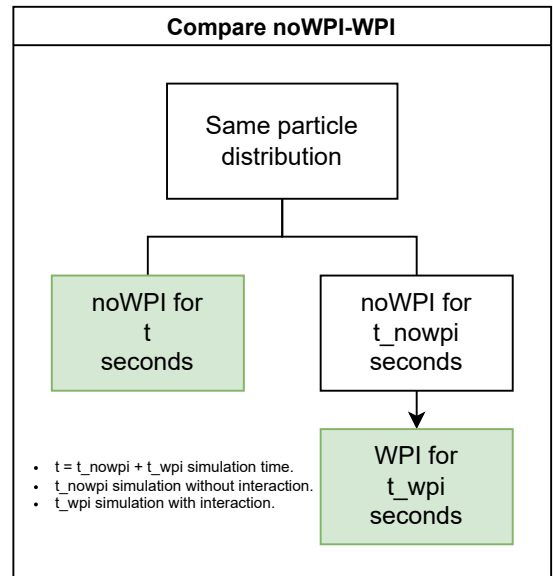 Compare noWPI-WPI
Same particle
distribution
noWPI for
t
seconds
noWPI for
t_nowpi
seconds
WPI for
t_wpi
seconds
• t = t_nowpi + t_wpi simulation time.
• t_nowpi simulation without interaction.
• t_wpi simulation with interaction.